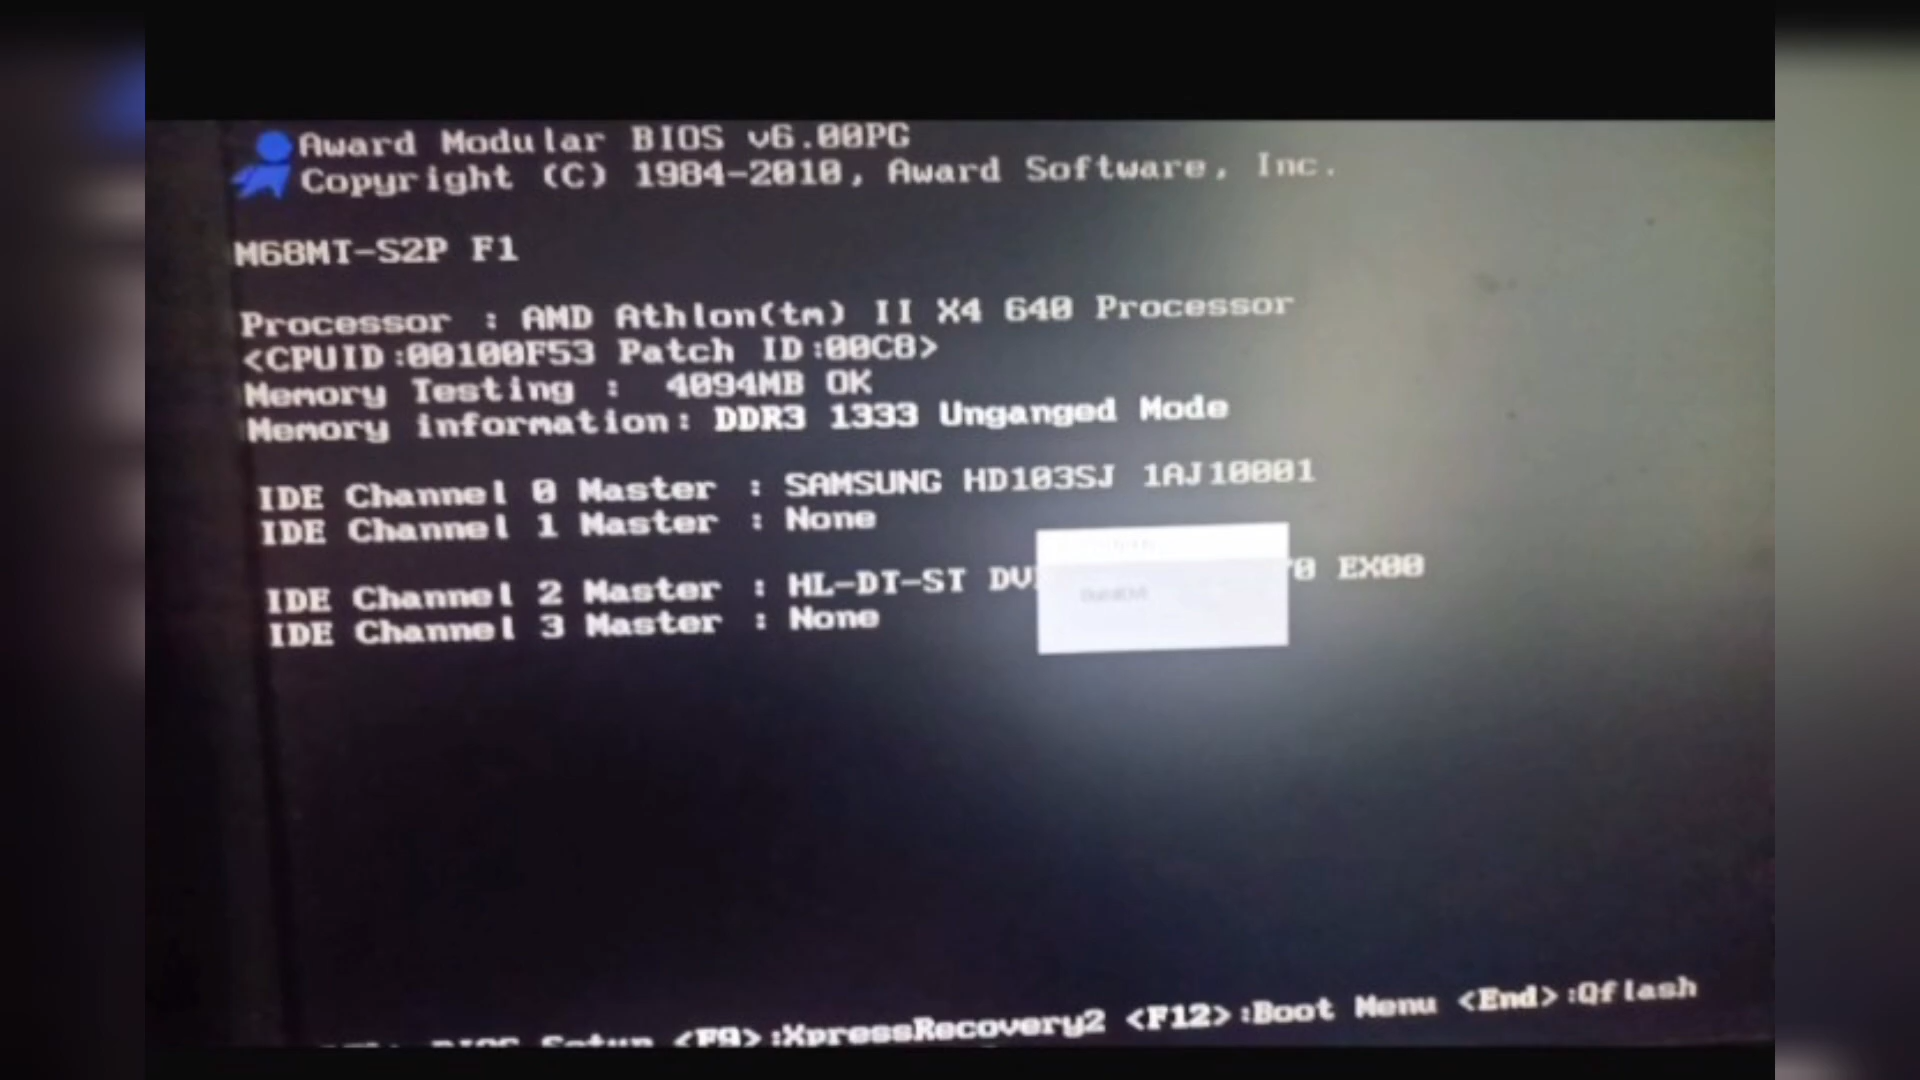 Award Modular BIOS v6.00PG
Copyright (C) 1984-2010, Award Software, Inc.
M68MT-S2P F1
Processor : AMD Athlon(tm) II X4 640 Processor
<CPUID:00100F53 Patch ID:00C8>
Memory Testing : 4094MB OK
Memory information: DDR3 1333 Unganged Mode
IDE Channel 0 Master : SAMSUNG HD103SJ 1AJ10001
IDE Channel 1 Master : None
IDE Channel 2 Master : HL-DT-ST EX00
IDE Channel 3 Master : None
BIOS Setup <F9>:XpressRecovery2 <F12>:Boot Menu <End>:Qflash